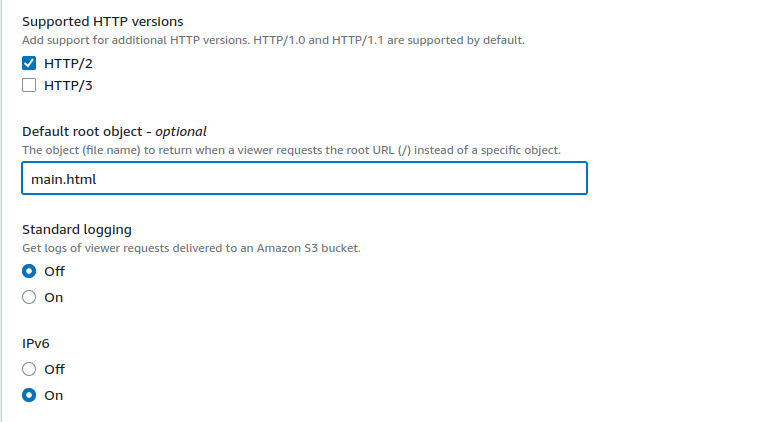 Supported HTTP versions
Add support for additional HTTP versions. HTTP/1.0 and HTTP/1.1 are supported by default.
HTTP/2
HTTP/3
Default root object - optional
The object (file name) to return when a viewer requests the root URL (/) instead of a specific object.
main.html
Standard logging
Get logs of viewer requests delivered to an Amazon S3 bucket.
Off
On
IPv6
Off
On